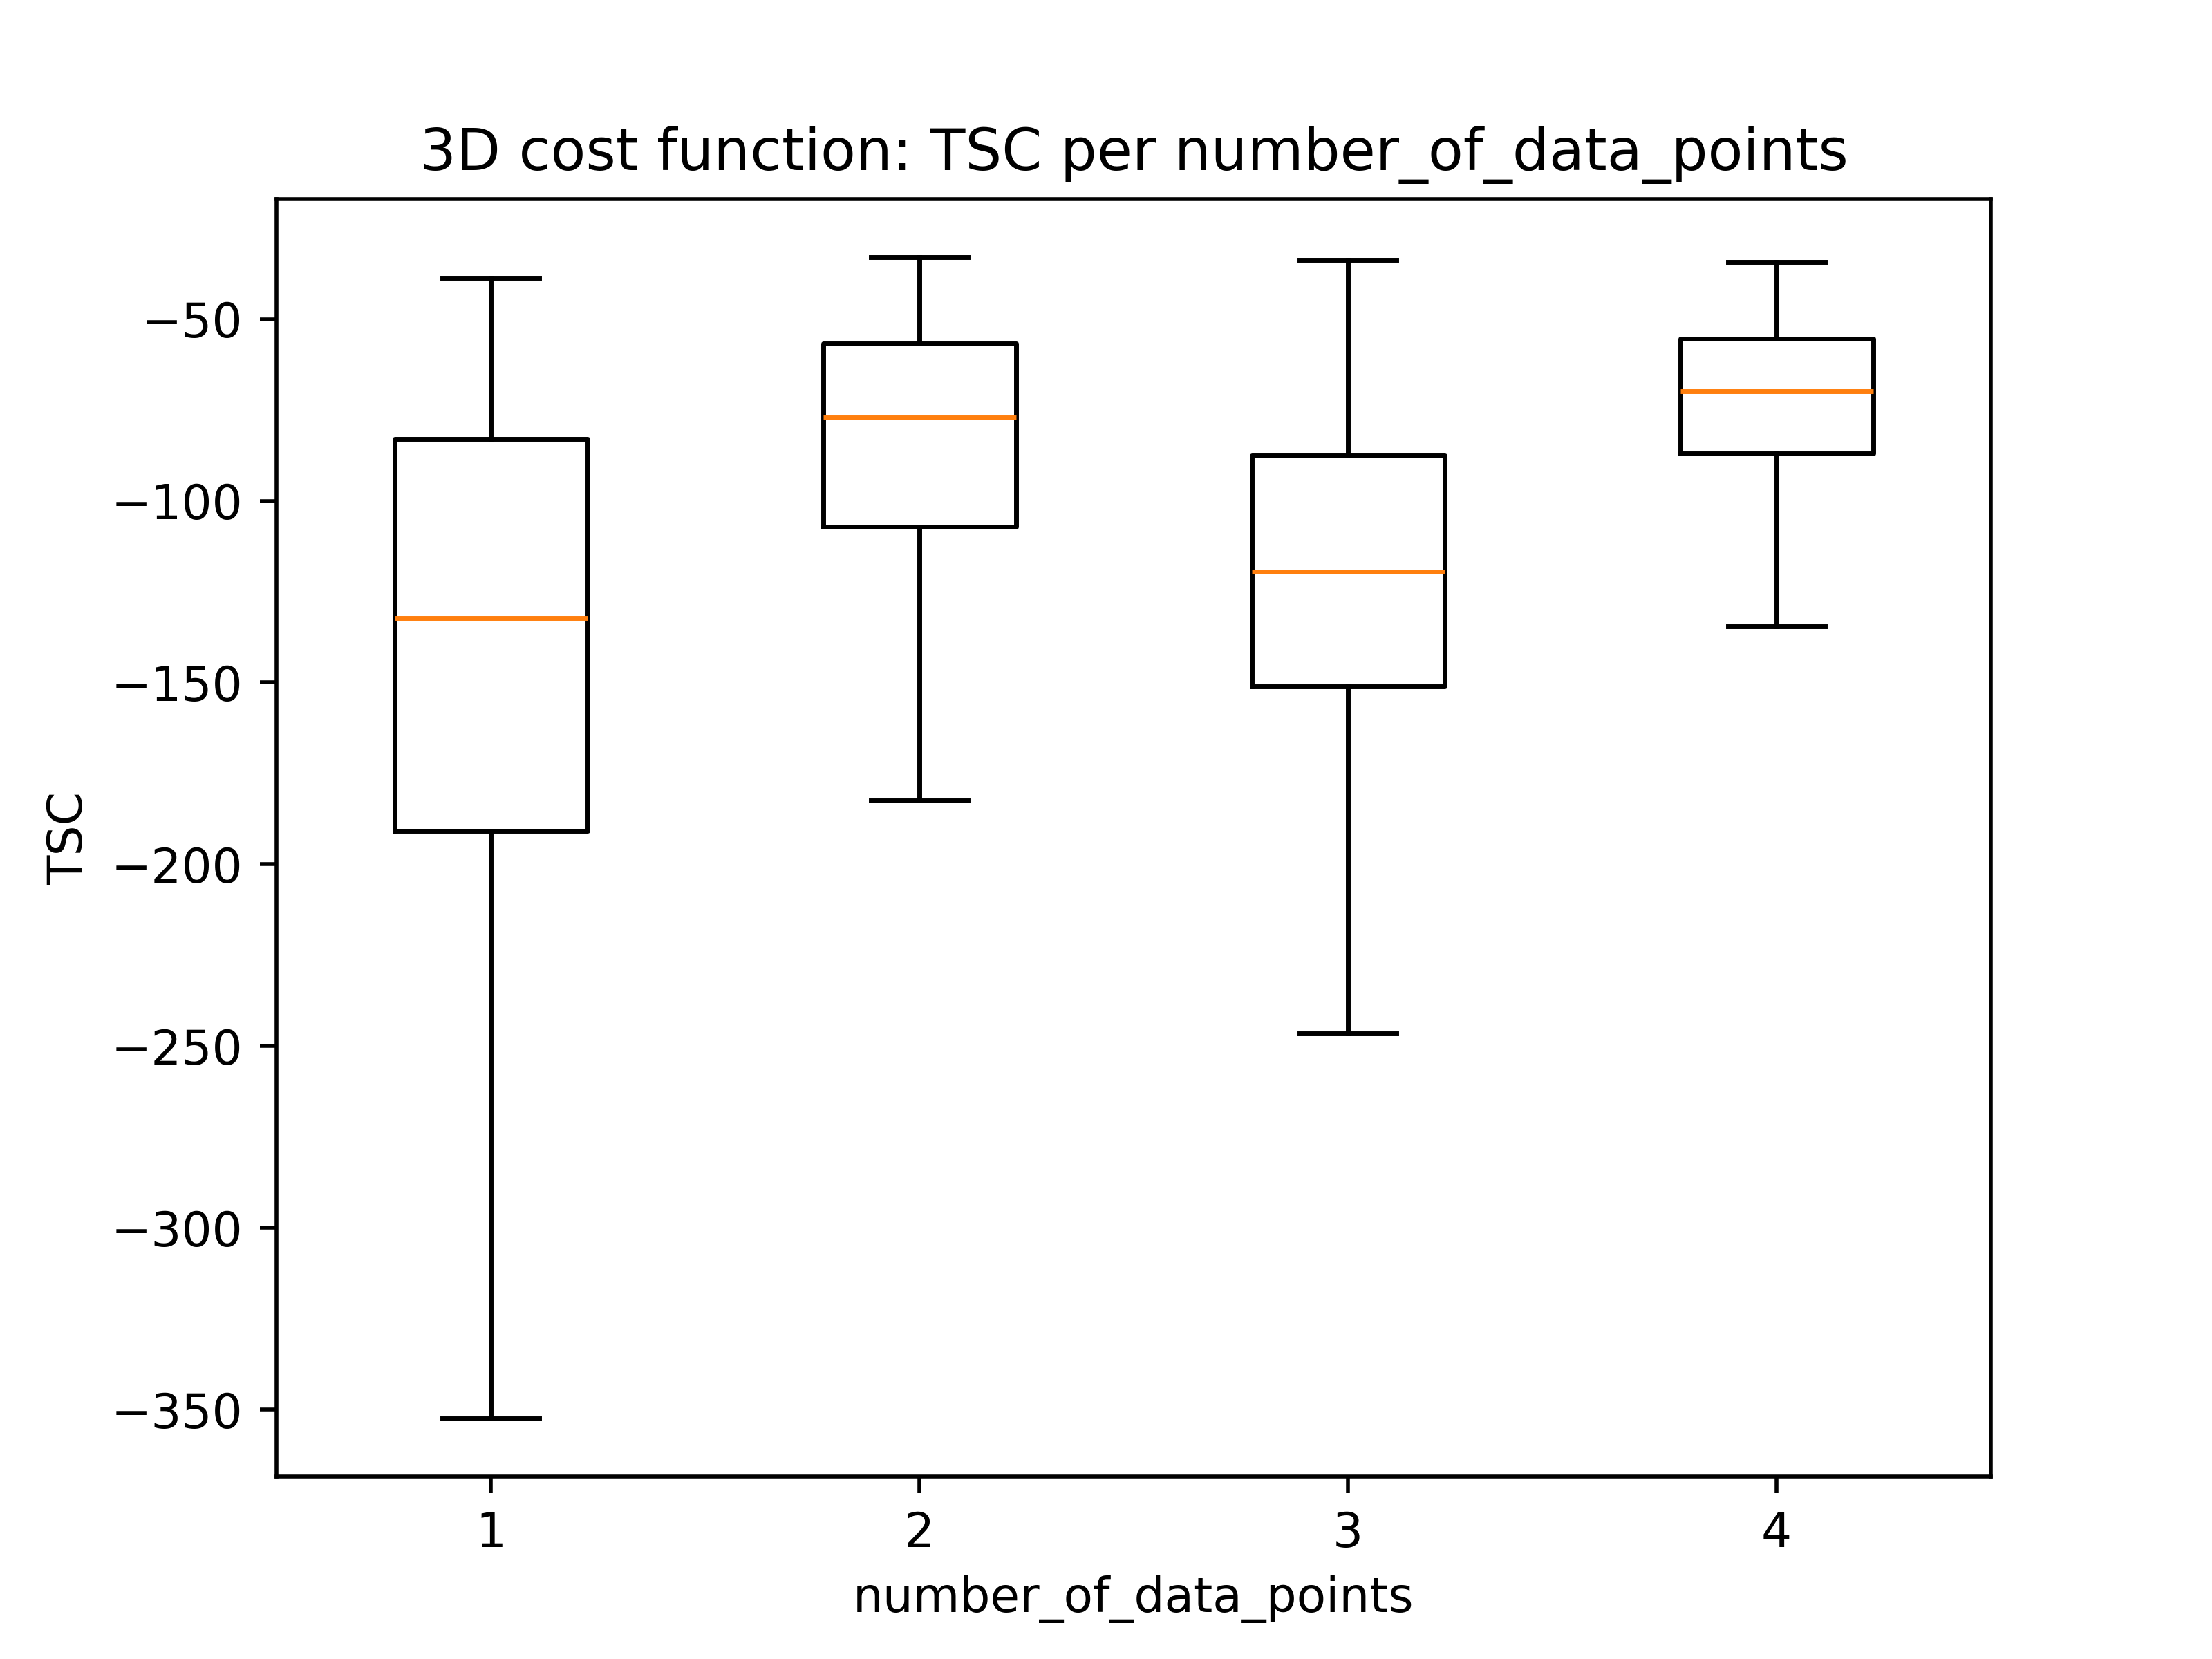 3D cost function: TSC per number_of_data_points
−50
−100
−150
−200
−250
−300
−350
TSC
1 2 3 4
number_of_data_points